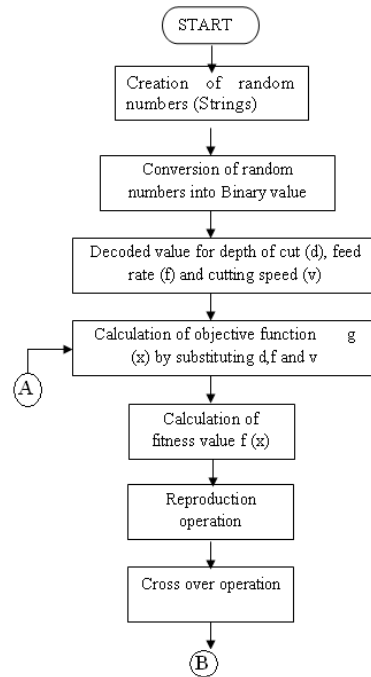 START
Creation of random
numbers (Strings)
Conversion of random
numbers into Binary value
Decoded value for depth of cut (d), feed
rate (f) and cutting speed (v)
Calculation of objective function g
(x) by substituting d,f and v
A
Calculation of
fitness value f (x)
Reproduction
operation
Cross over operation
B